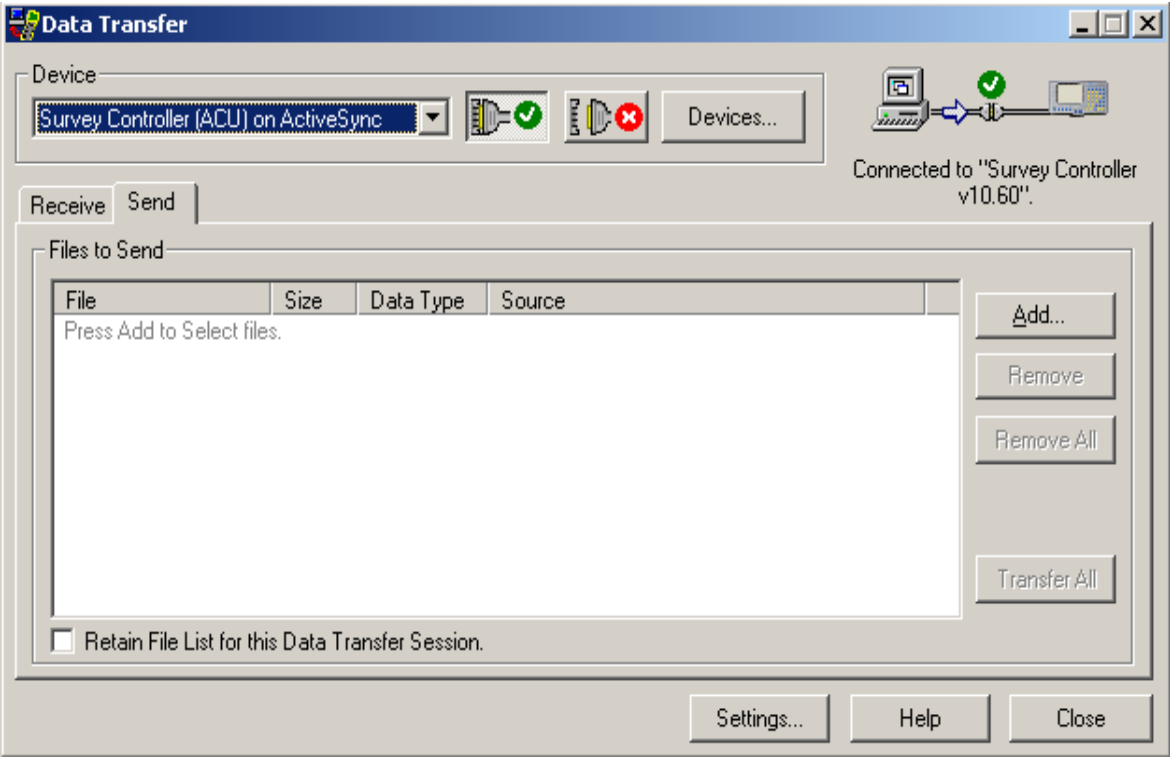 Data Transfer
Device
Survey Controller (ACU) on ActiveSync
Devices...
Connected to "Survey Controller
v10.60".
Receive
Send
Files to Send
File Size Data Type Source
Press Add to Select files.
Add...
Remove
Remove All
Transfer All
Retain File List for this Data Transfer Session.
Settings... Help Close